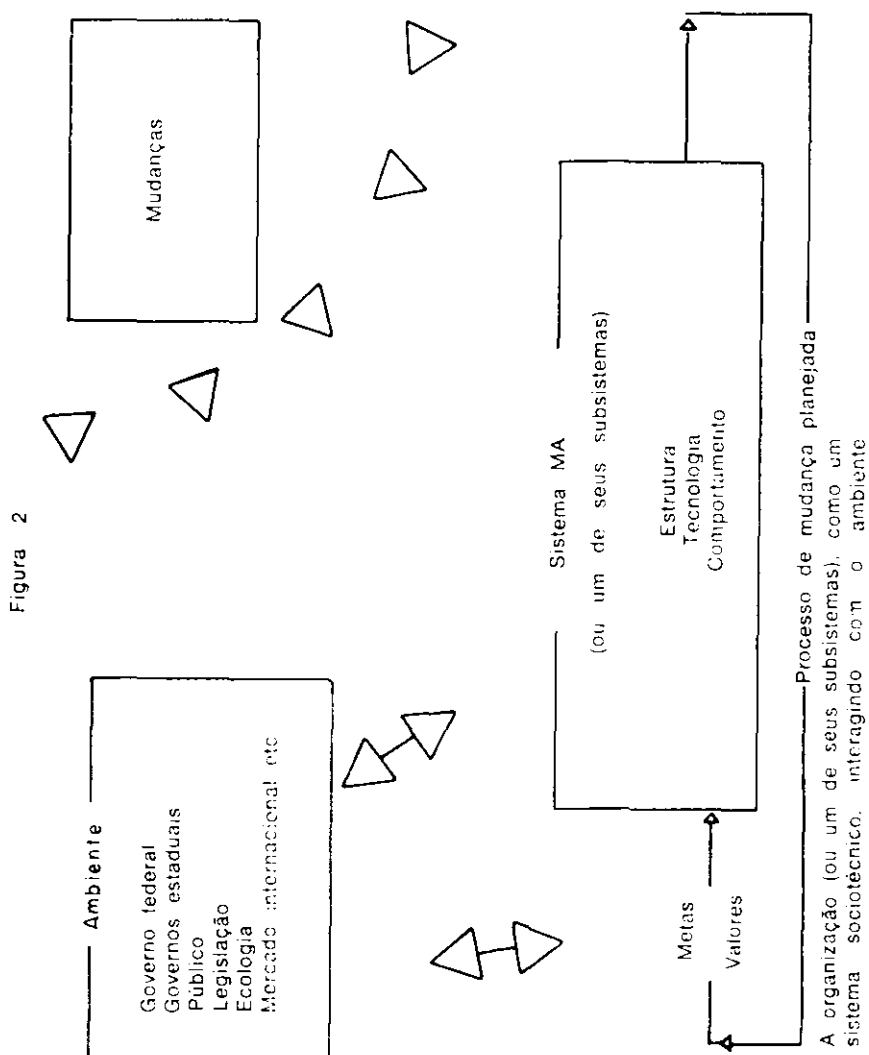 Figura 2
Ambiente
Governo federal
Governos estaduais
Público
Legislação
Ecologia
Mercado internacional etc
Mudanças
Sistema MA
(ou um de seus subsistemas)
Metas
Valores
Estrutura
Tecnologia
Comportamento
Processo de mudança planejada
A organização (ou um de seus subsistemas), como um
sistema sociotécnico, interagindo com o ambiente